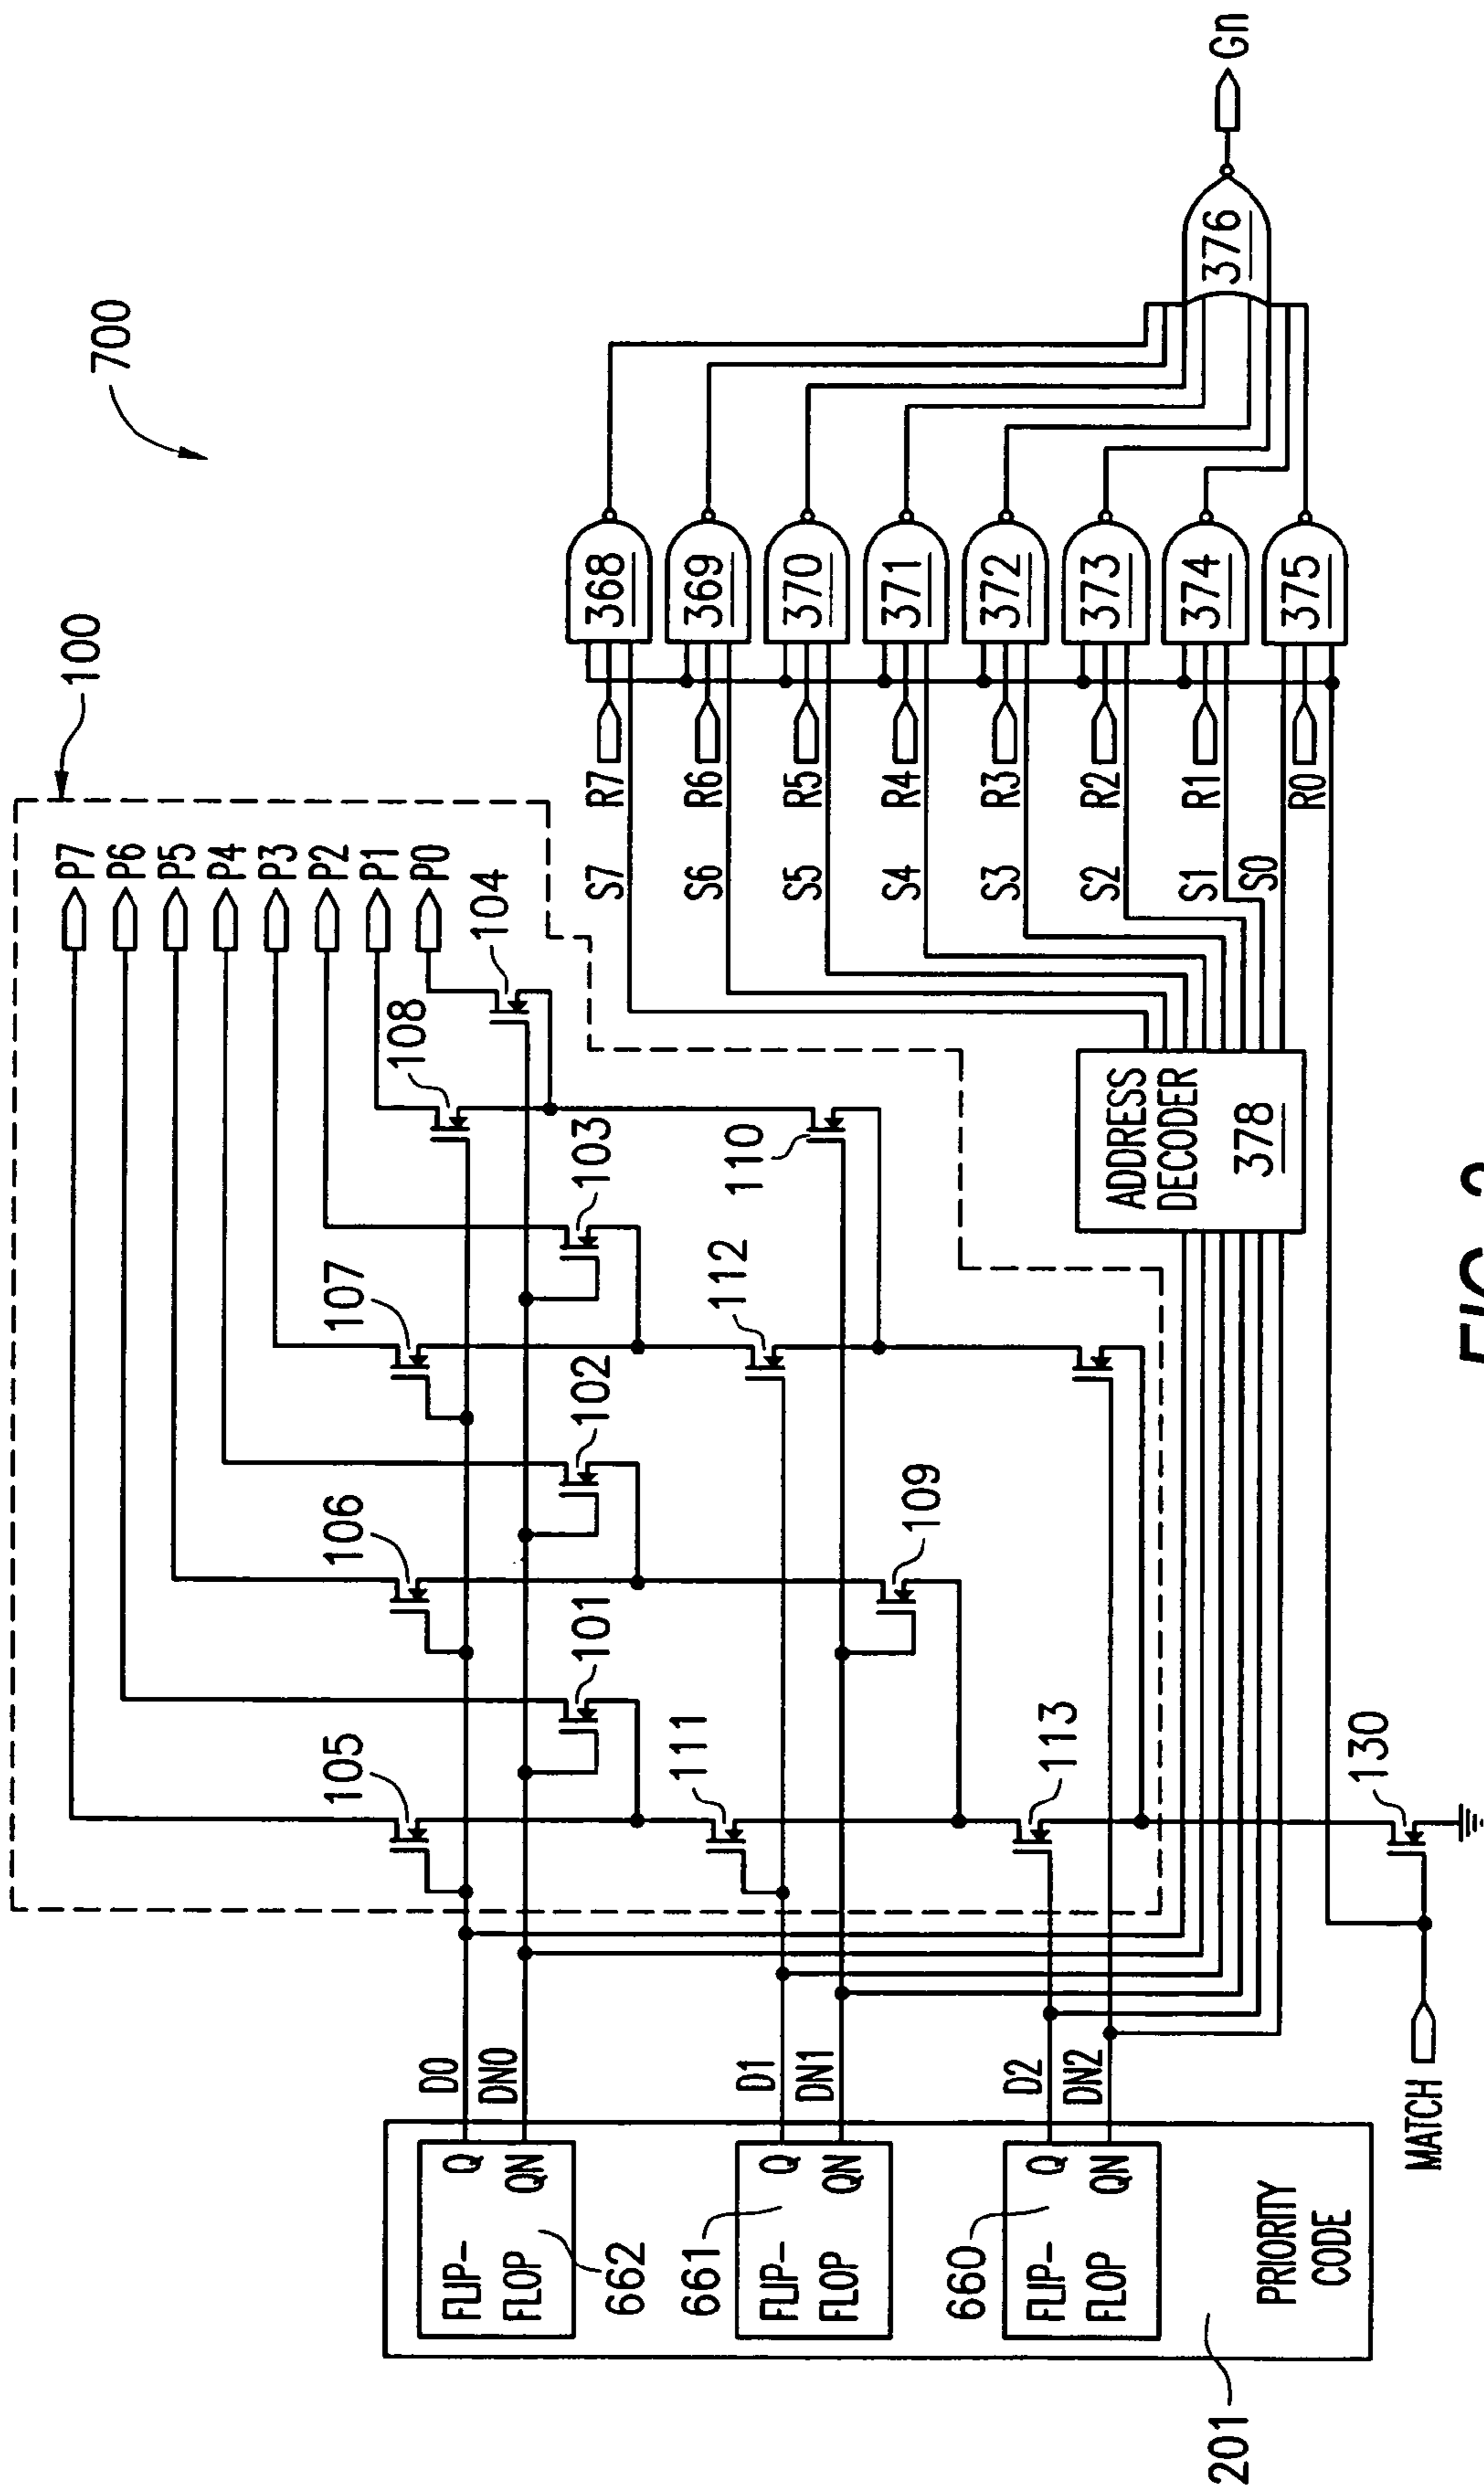 700
100
P7
P6
P5
P4
P3
P2
P1
P0
104
108
103
107
102
106
101
105
112
110
111
109
113
130
D0
DN0
D1
DN1
D2
DN2
FLIP-
FLOP
Q
QN
662
FLIP-
FLOP
Q
QN
661
FLIP-
FLOP
Q
QN
660
PRIORITY
CODE
201
MATCH
ADDRESS
DECODER
378
S7
S6
S5
S4
S3
S2
S1
S0
R7
R6
R5
R4
R3
R2
R1
R0
368
369
370
371
372
373
374
375
376
Gn